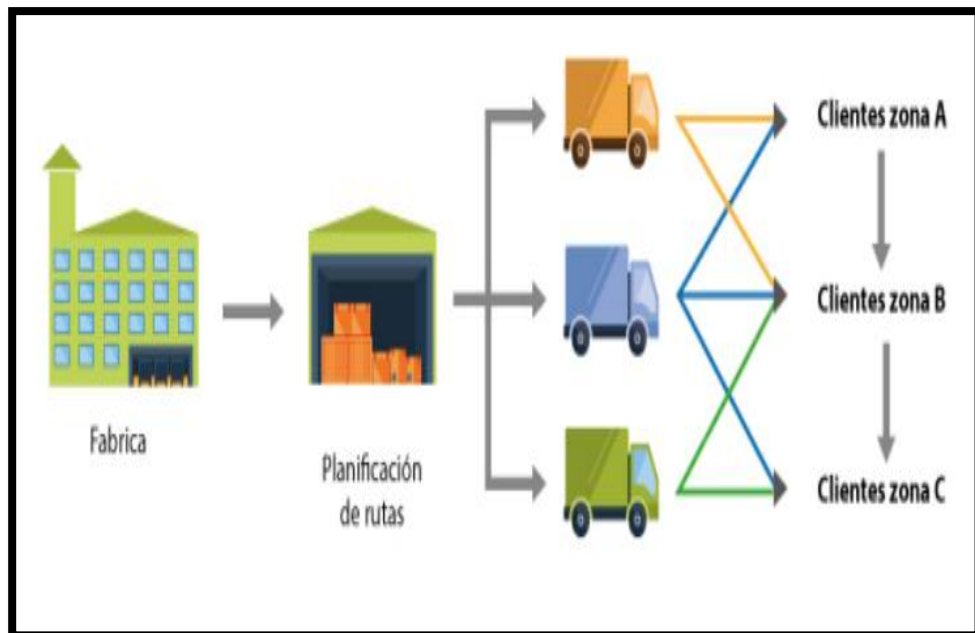 Fabrica
Planificación
de rutas
Clientes zona A
Clientes zona B
Clientes zona C